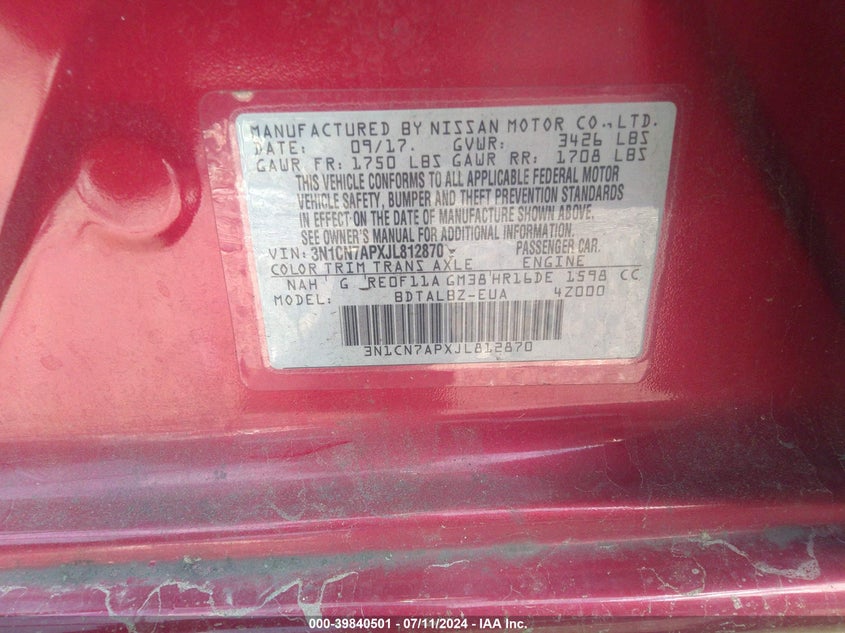 MANUFACTURED BY NISSAN MOTOR CO.,LTD.
DATE: 09/17. GVWR: 3426 LBS
GAWR FR: 1750 LBS GAWR RR: 1708 LBS
THIS VEHICLE CONFORMS TO ALL APPLICABLE FEDERAL MOTOR
VEHICLE SAFETY, BUMPER AND THEFT PREVENTION STANDARDS
IN EFFECT ON THE DATE OF MANUFACTURE SHOWN ABOVE.
SEE OWNER'S MANUAL FOR ADDITIONAL INFORMATION.
VIN: 3N1CN7APXJL812870 PASSENGER CAR.
COLOR TRIM TRANS AXLE ENGINE
NAH G RE0F11A GM38 HR16DE 1598 CC
MODEL: BDTALBZ-EUA 4Z000
3N1CN7APXJL812870
000-39840501 - 07/11/2024 - IAA Inc.